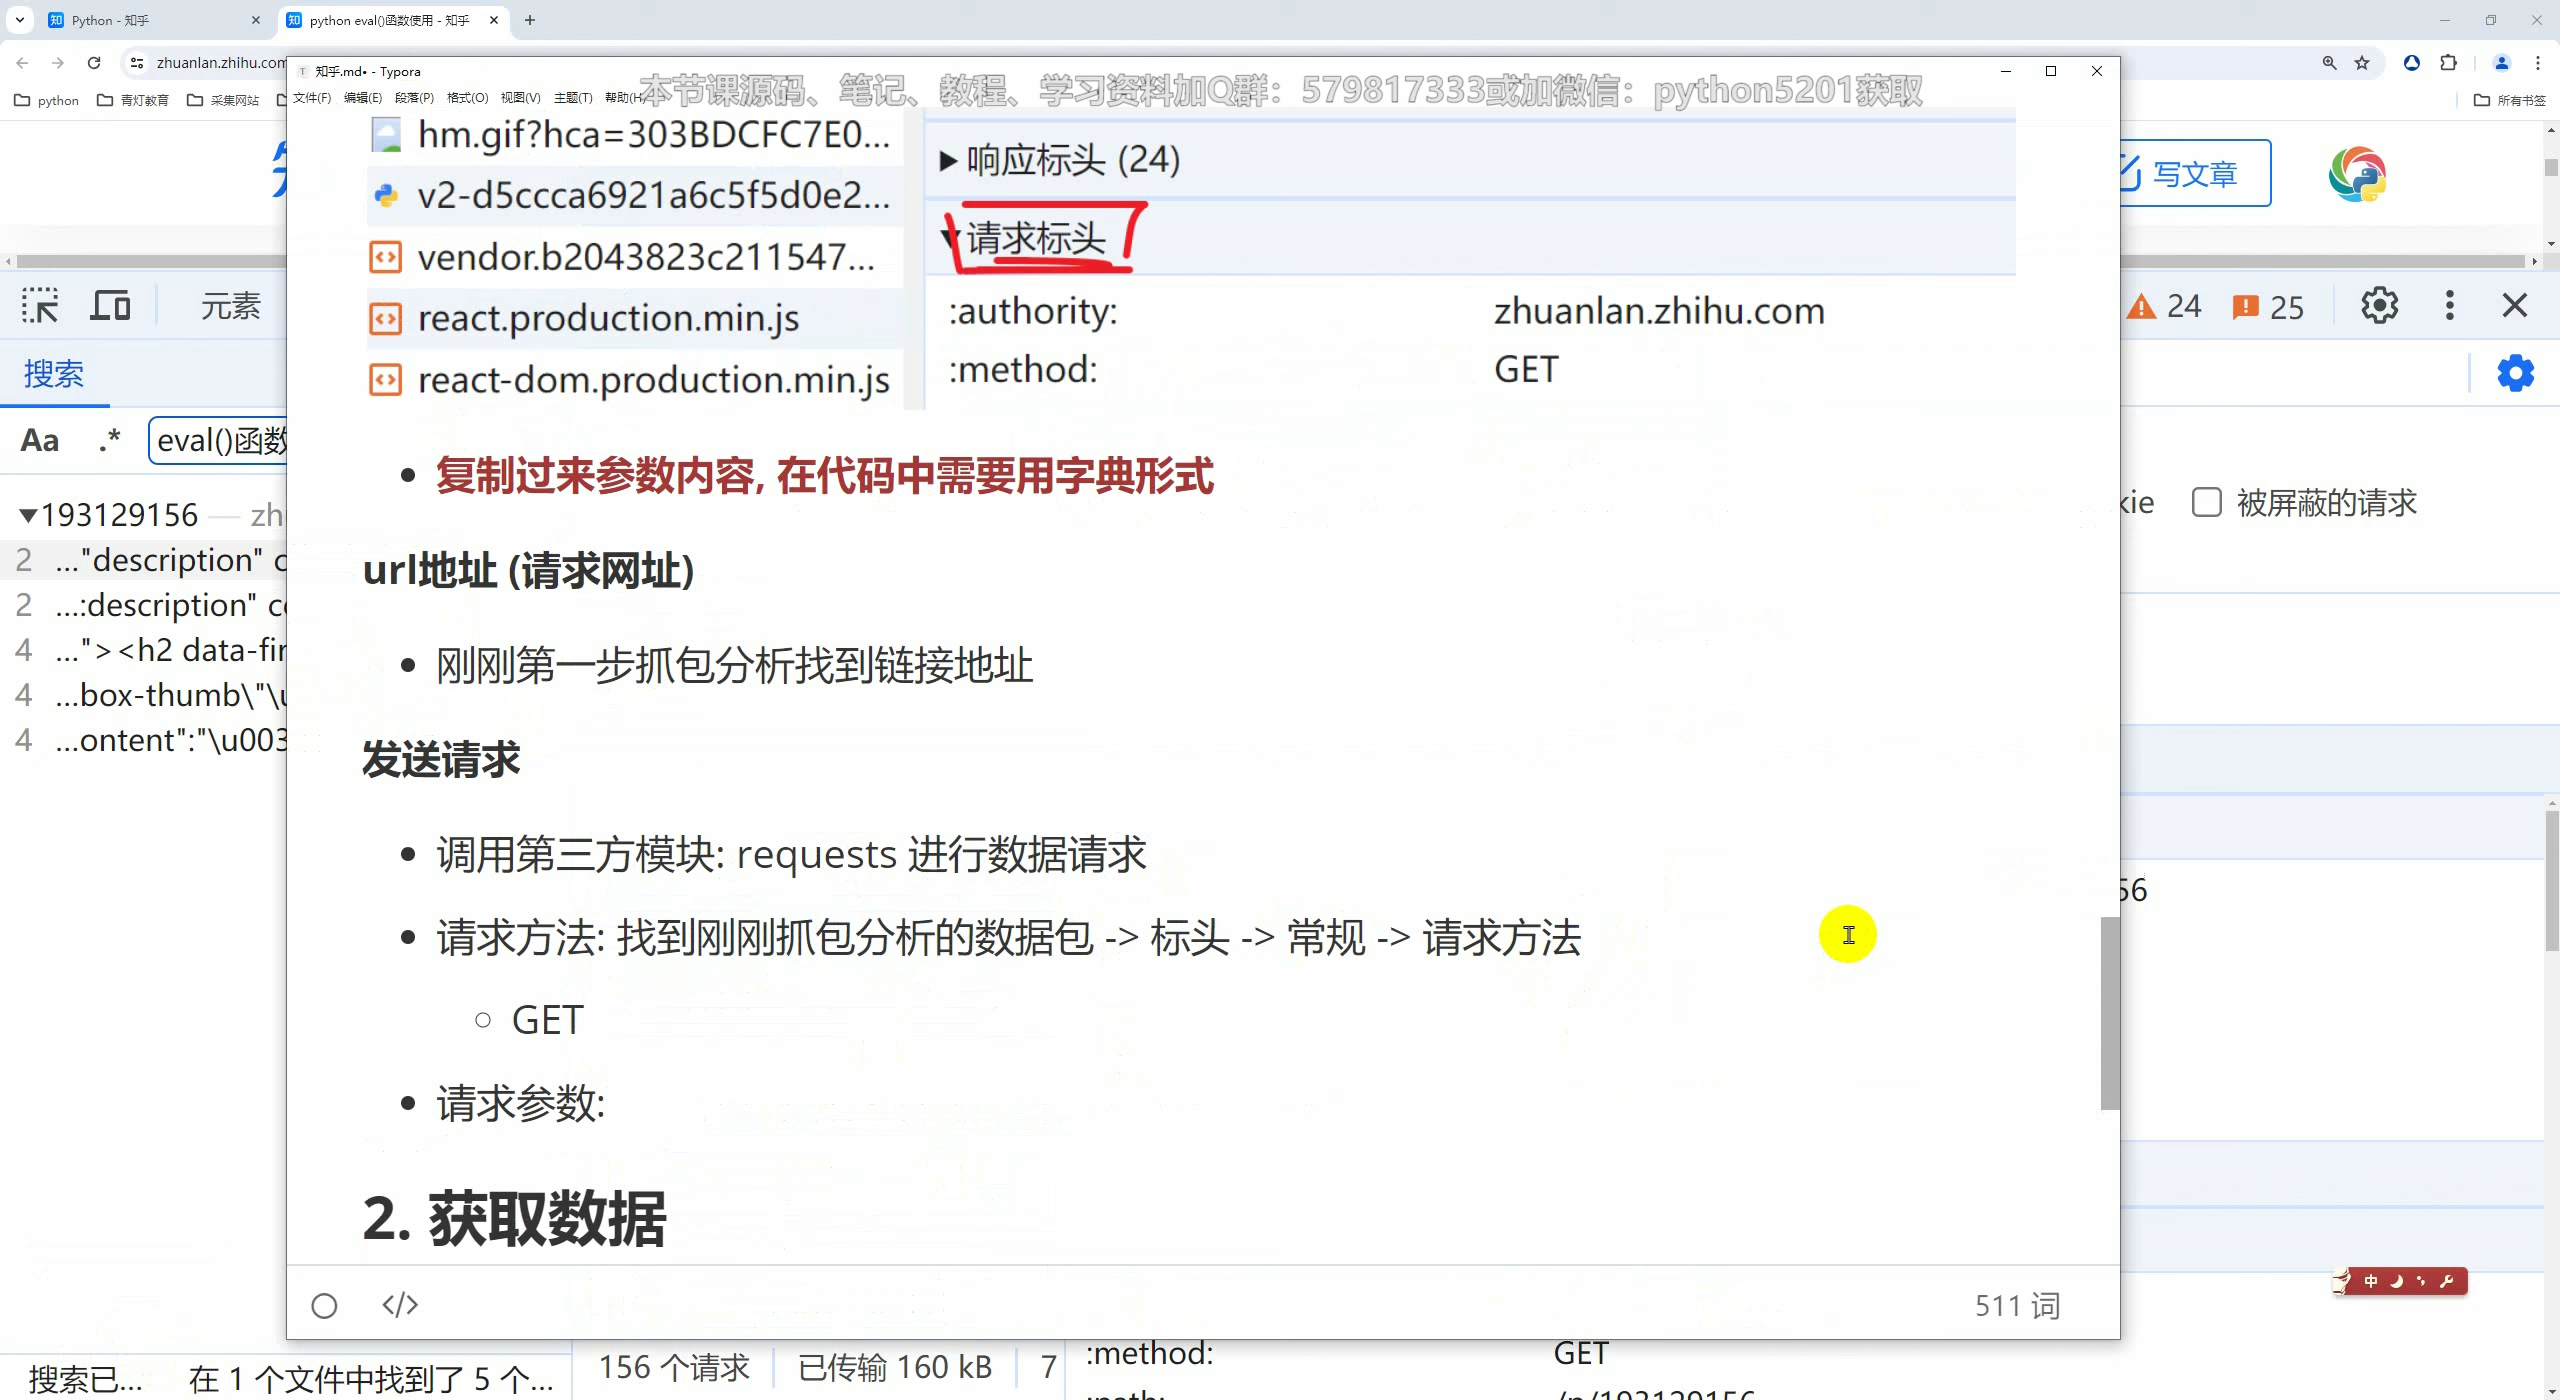 Python - 知乎
python eval()函数使用 - 知乎
zhuanlan.zhihu.com
python
青灯教育
采集网站
所有书签
知乎.md• - Typora
文件(F) 编辑(E) 段落(P) 格式(O) 视图(V) 主题(T) 帮助(H)
本节课源码、笔记、教程、学习资料加Q群：579817333或加微信：python5201获取
写文章
hm.gif?hca=303BDCFC7E0...
v2-d5ccca6921a6c5f5d0e2...
vendor.b2043823c211547...
react.production.min.js
react-dom.production.min.js
响应标头 (24)
请求标头
:authority: zhuanlan.zhihu.com
:method: GET
元素
24
25
搜索
Aa .* eval()函数
193129156 — zh
2 ..."description" c
2 ...:description" c
4 ..."><h2 data-fir
4 ...box-thumb\"\u
4 ...ontent":"\u003
kie
被屏蔽的请求
56
• 复制过来参数内容, 在代码中需要用字典形式
url地址 (请求网址)
• 刚刚第一步抓包分析找到链接地址
发送请求
• 调用第三方模块: requests 进行数据请求
• 请求方法: 找到刚刚抓包分析的数据包 -> 标头 -> 常规 -> 请求方法
○ GET
• 请求参数:
2. 获取数据
</>
511 词
中
搜索已... 在 1 个文件中找到了 5 个...
156 个请求
已传输 160 kB
7
:method: GET
:path: /p/193129156